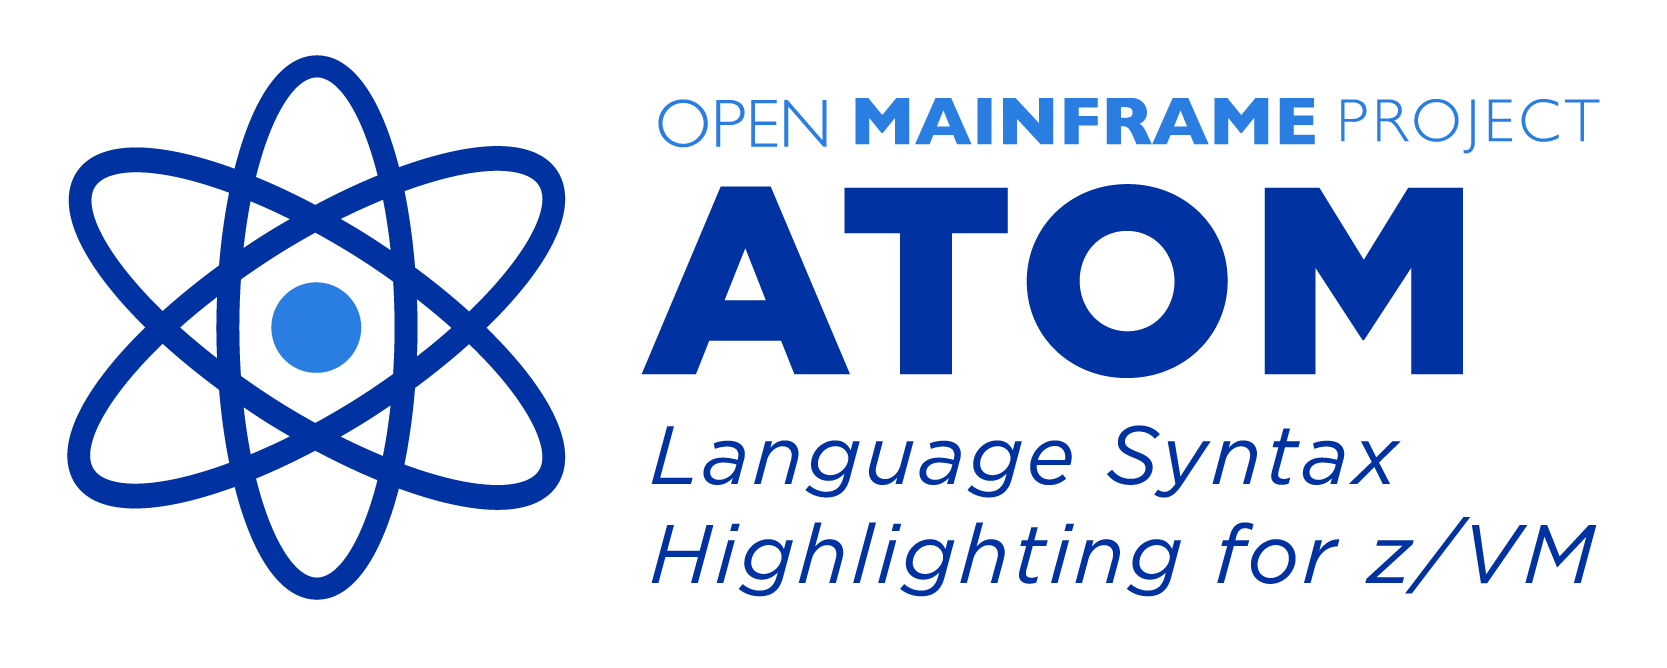 OPEN MAINFRAME PROJECT
ATOM
Language Syntax
Highlighting for z/VM